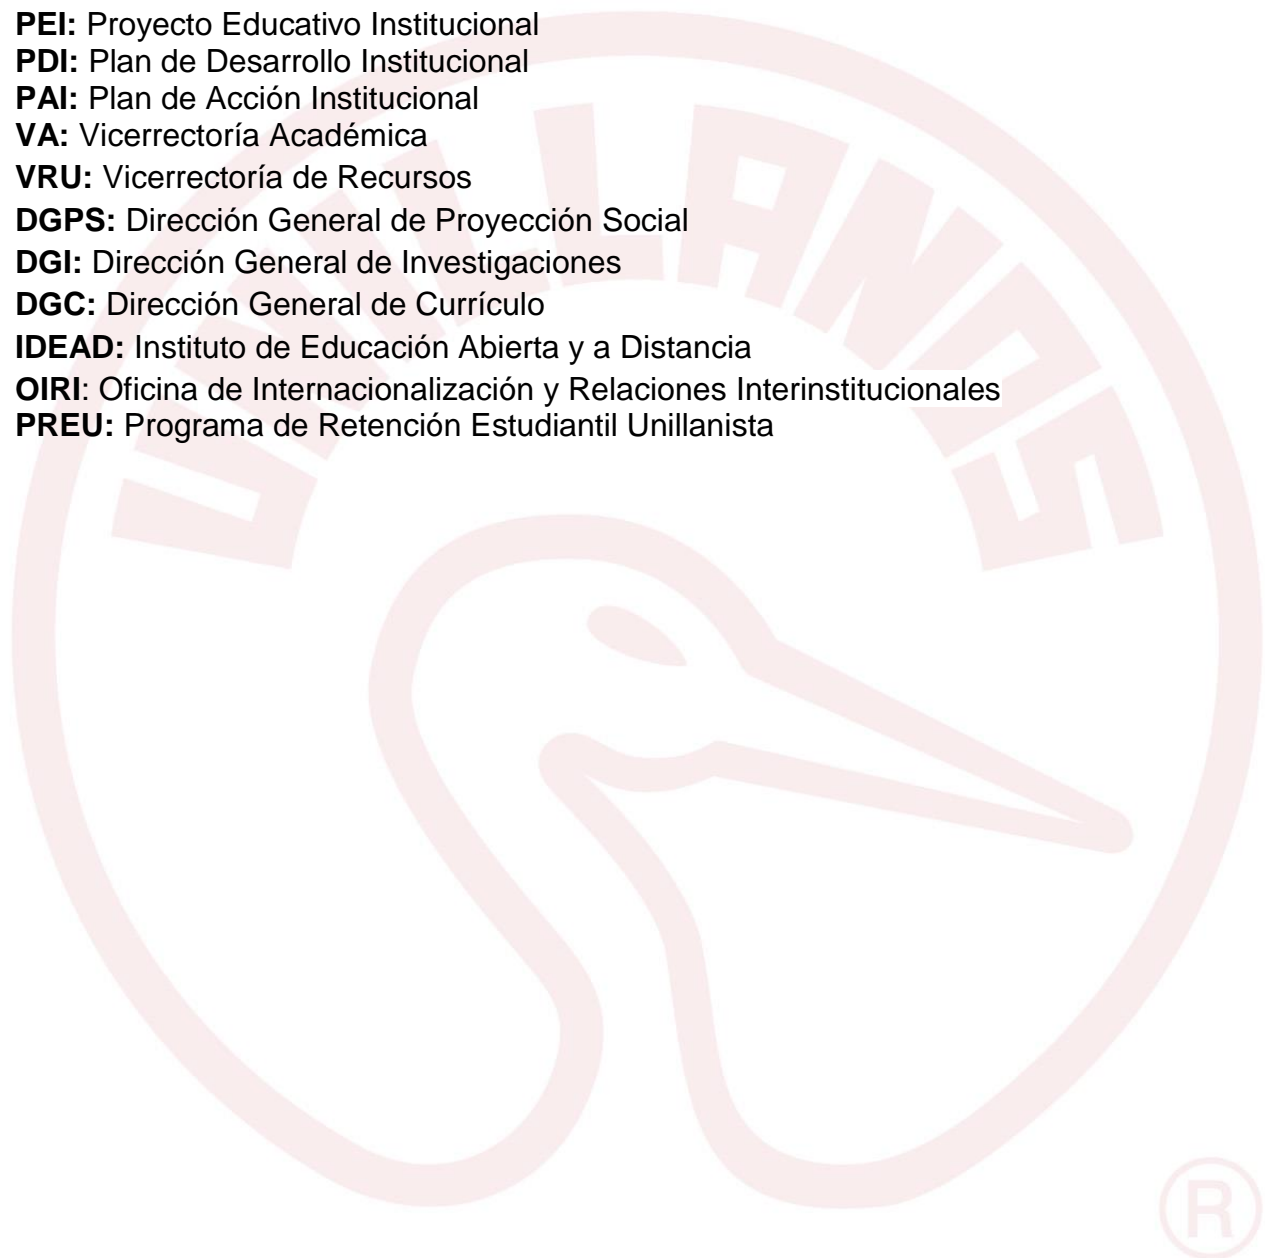 PEI: Proyecto Educativo Institucional
PDI: Plan de Desarrollo Institucional
PAI: Plan de Acción Institucional
VA: Vicerrectoría Académica
VRU: Vicerrectoría de Recursos
DGPS: Dirección General de Proyección Social
DGI: Dirección General de Investigaciones
DGC: Dirección General de Currículo
IDEAD: Instituto de Educación Abierta y a Distancia
OIRI: Oficina de Internacionalización y Relaciones Interinstitucionales
PREU: Programa de Retención Estudiantil Unillanista
UNILLANOS
®